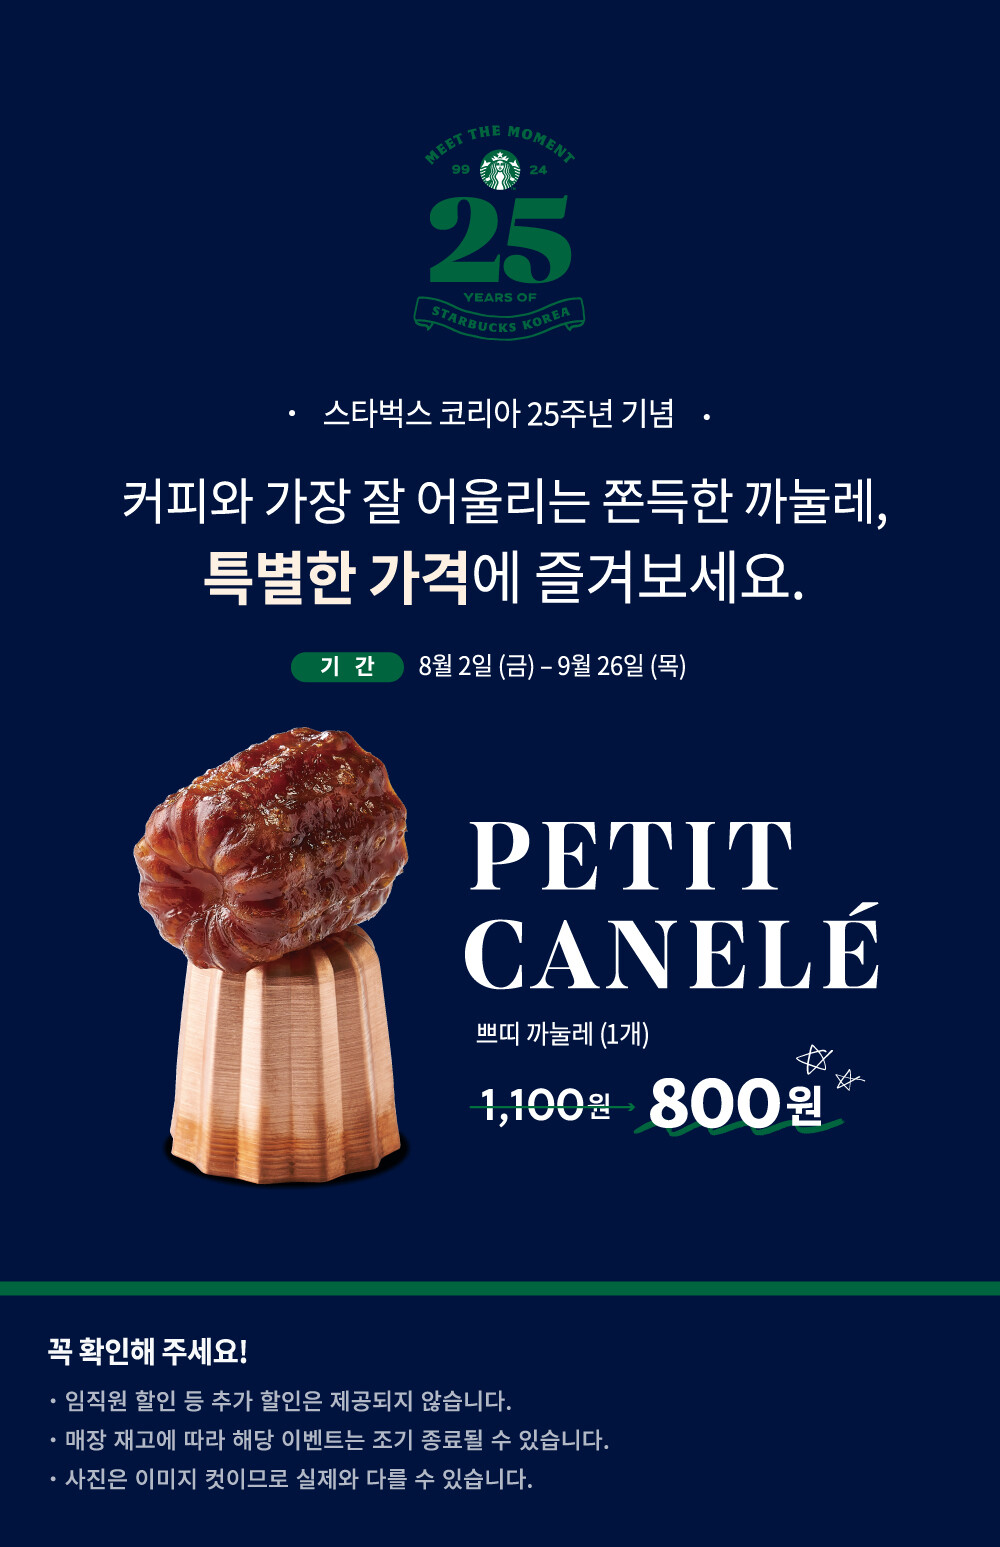 MEET THE MOMENT
99 24
25
YEARS OF
STARBUCKS KOREA
· 스타벅스 코리아 25주년 기념 ·
커피와 가장 잘 어울리는 쫀득한 까눌레,
특별한 가격에 즐겨보세요.
기 간 8월 2일 (금) – 9월 26일 (목)
PETIT
CANELÉ
쁘띠 까눌레 (1개)
1,100원 800원
꼭 확인해 주세요!
· 임직원 할인 등 추가 할인은 제공되지 않습니다.
· 매장 재고에 따라 해당 이벤트는 조기 종료될 수 있습니다.
· 사진은 이미지 컷이므로 실제와 다를 수 있습니다.